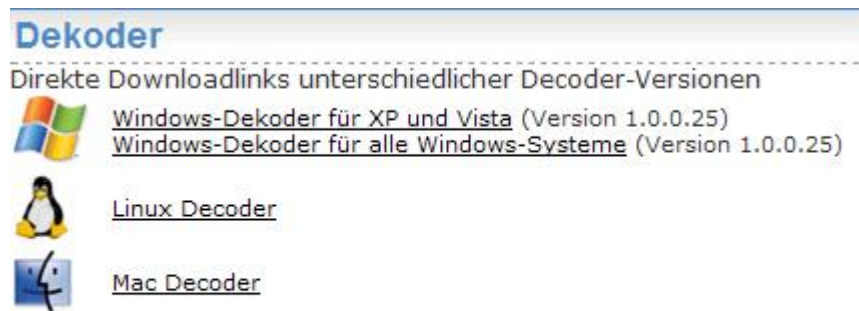 Dekoder
Direkte Downloadlinks unterschiedlicher Decoder-Versionen
Windows-Dekoder für XP und Vista (Version 1.0.0.25)
Windows-Dekoder für alle Windows-Systeme (Version 1.0.0.25)
Linux Decoder
Mac Decoder